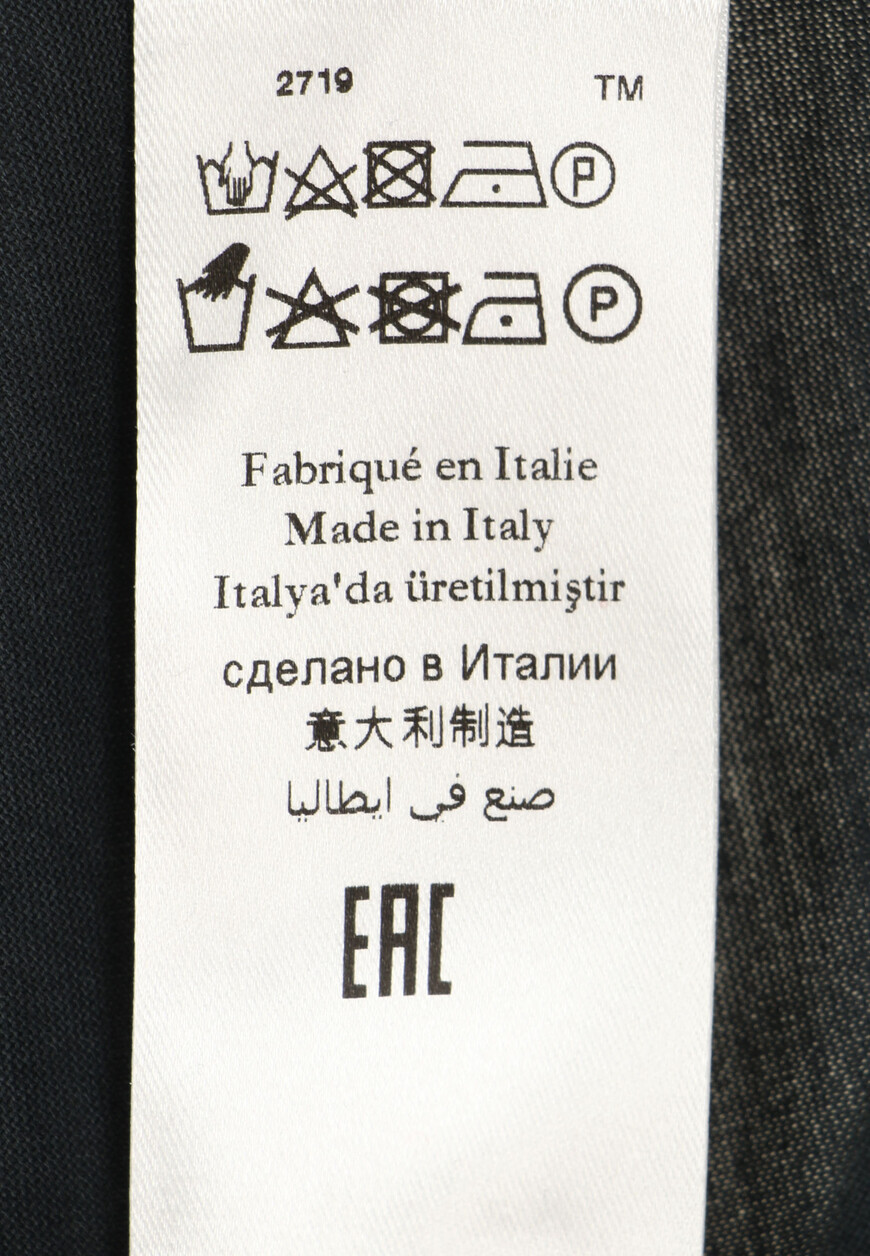 2719 TM
P
P
Fabriqué en Italie
Made in Italy
Italya'da üretilmiştir
сделано в Италии
意大利制造
صنع في ايطاليا
EAC